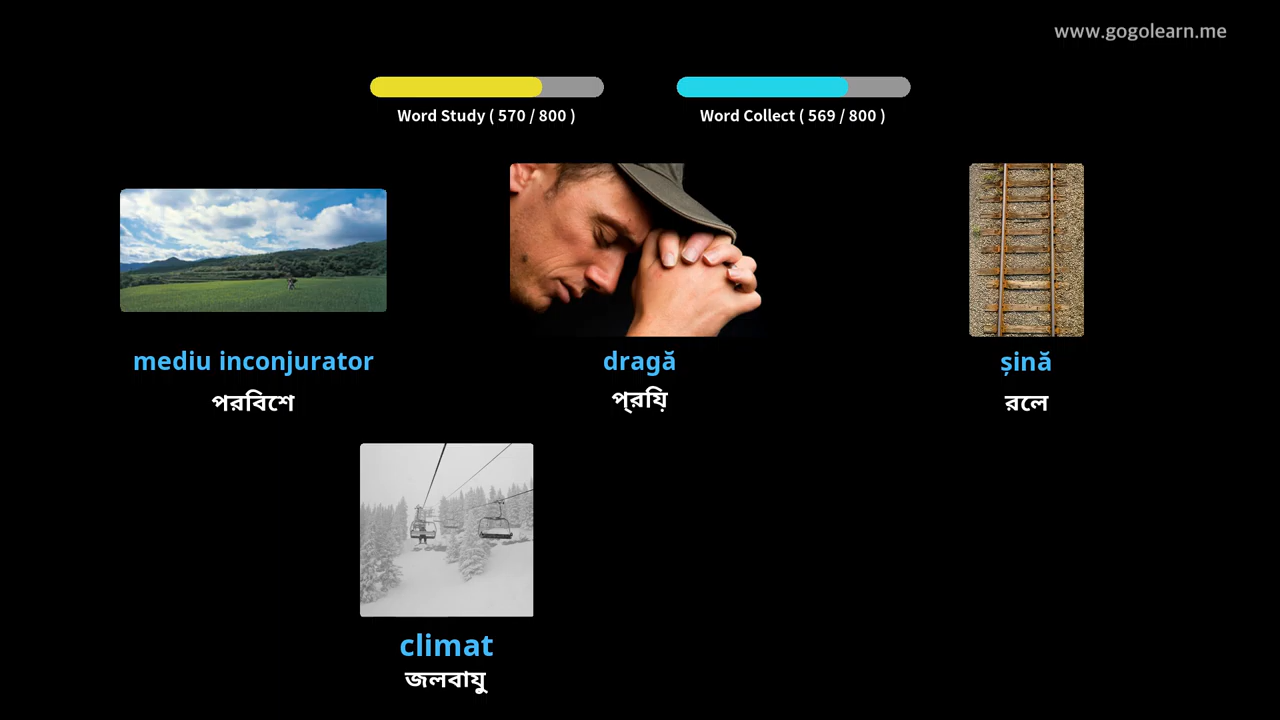 www.gogolearn.me
Word Study ( 570 / 800 )
Word Collect ( 569 / 800 )
mediu inconjurator
dragă
șină
পরিবেশ
প্রিয়
রেল
climat
জলবায়ু